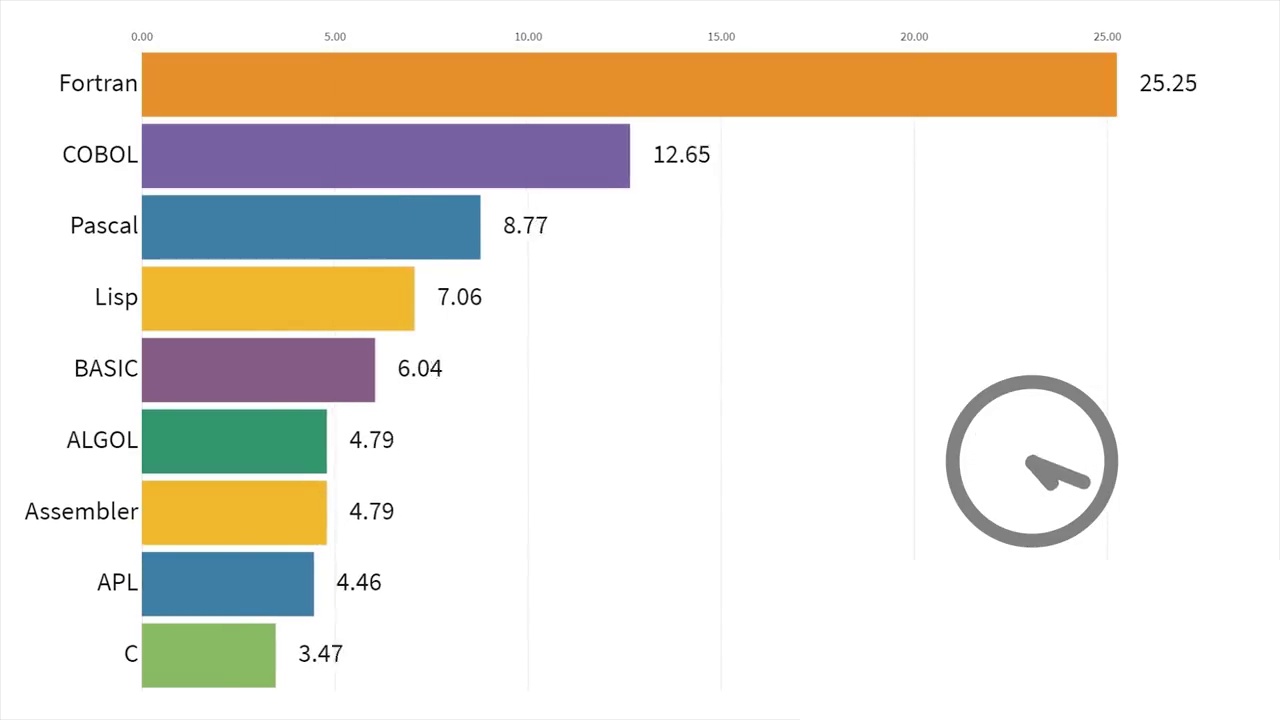 0.00 5.00 10.00 15.00 20.00 25.00
Fortran 25.25
COBOL 12.65
Pascal 8.77
Lisp 7.06
BASIC 6.04
ALGOL 4.79
Assembler 4.79
APL 4.46
C 3.47